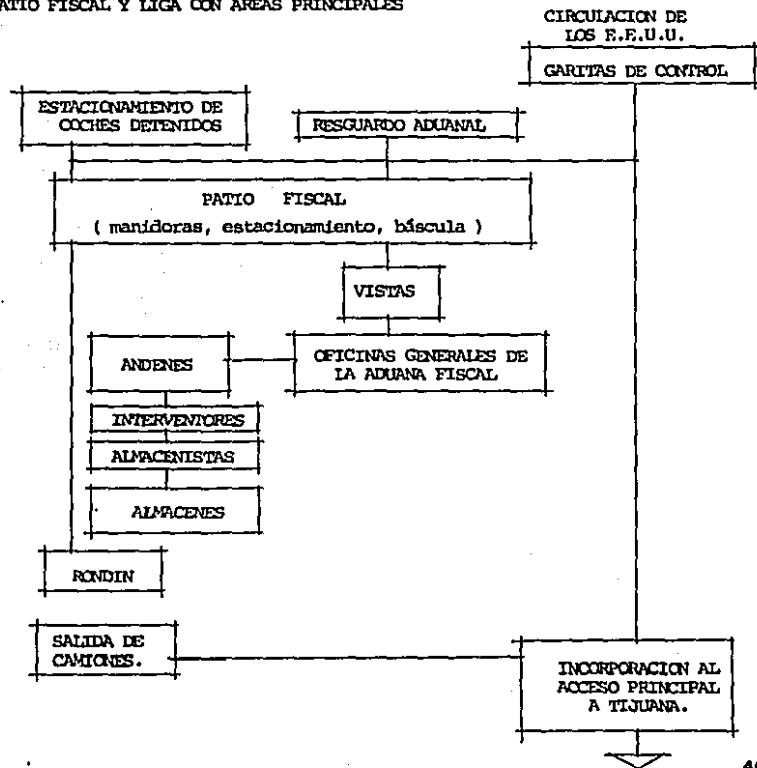 PATIO FISCAL Y LIGA CON AREAS PRINCIPALES
CIRCULACION DE
LOS E.E.U.U.
GARITAS DE CONTROL
ESTACIONAMIENTO DE
COCHES DETENIDOS
RESGUARDO ADUANAL
PATIO FISCAL
( manidoras, estacionamiento, báscula )
VISTAS
ANDENES
OFICINAS GENERALES DE
LA ADUANA FISCAL
INTERVENTORES
ALMACENISTAS
ALMACENES
RONDIN
SALIDA DE
CAMIONES.
INCORPORACION AL
ACCESO PRINCIPAL
A TIJUANA.